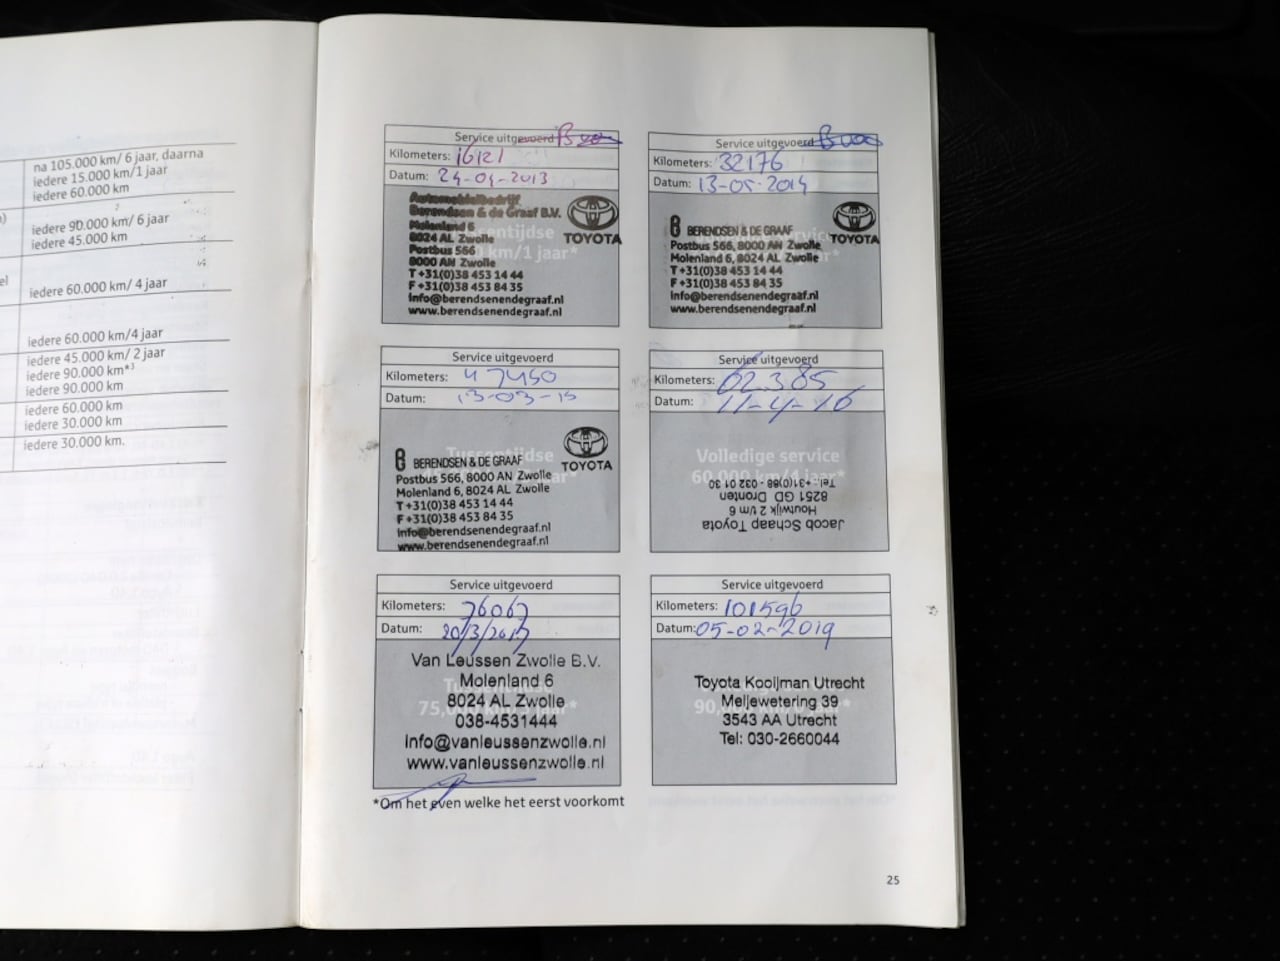 na 105.000 km/ 6 jaar, daarna
iedere 15.000 km/1 jaar
iedere 60.000 km
iedere 90.000 km/ 6 jaar
iedere 45.000 km
iedere 60.000 km/ 4 jaar
iedere 60.000 km/4 jaar
iedere 45.000 km/ 2 jaar
iedere 90.000 km*³
iedere 90.000 km
iedere 60.000 km
iedere 30.000 km
iedere 30.000 km.
Service uitgevoerd
Kilometers: 16121
Datum: 24-04-2013
Automobielbedrijf
Berendsen & de Graaf B.V.
Molenland 6
8024 AL Zwolle
Postbus 566
8000 AN Zwolle
T +31(0)38 453 14 44
F +31(0)38 453 84 35
info@berendsenendegraaf.nl
www.berendsenendegraaf.nl
TOYOTA
Service uitgevoerd
Kilometers: 32176
Datum: 13-05-2014
BERENDSEN & DE GRAAF
Postbus 566, 8000 AN Zwolle
Molenland 6, 8024 AL Zwolle
T +31(0)38 453 14 44
F +31(0)38 453 84 35
info@berendsenendegraaf.nl
www.berendsenendegraaf.nl
TOYOTA
Service uitgevoerd
Kilometers: 47450
Datum: 13-03-15
Tussentijdse
BERENDSEN & DE GRAAF
Postbus 566, 8000 AN Zwolle
Molenland 6, 8024 AL Zwolle
T +31(0)38 453 14 44
F +31(0)38 453 84 35
info@berendsenendegraaf.nl
www.berendsenendegraaf.nl
TOYOTA
Service uitgevoerd
Kilometers: 62.385
Datum: 11-4-16
Volledige service
60.000 km/4 jaar*
Jacob Schaap Toyota
Houtwijk 2 t/m 6
8251 GD Dronten
Tel. +31(0)88 - 032 01 30
Service uitgevoerd
Kilometers: 76067
Datum: 20/3/2017
Van Leussen Zwolle B.V.
Molenland 6
8024 AL Zwolle
038-4531444
info@vanleussenzwolle.nl
www.vanleussenzwolle.nl
Service uitgevoerd
Kilometers: 101596
Datum: 05-02-2019
Toyota Kooijman Utrecht
Meijewetering 39
3543 AA Utrecht
Tel: 030-2660044
*Om het even welke het eerst voorkomt
25